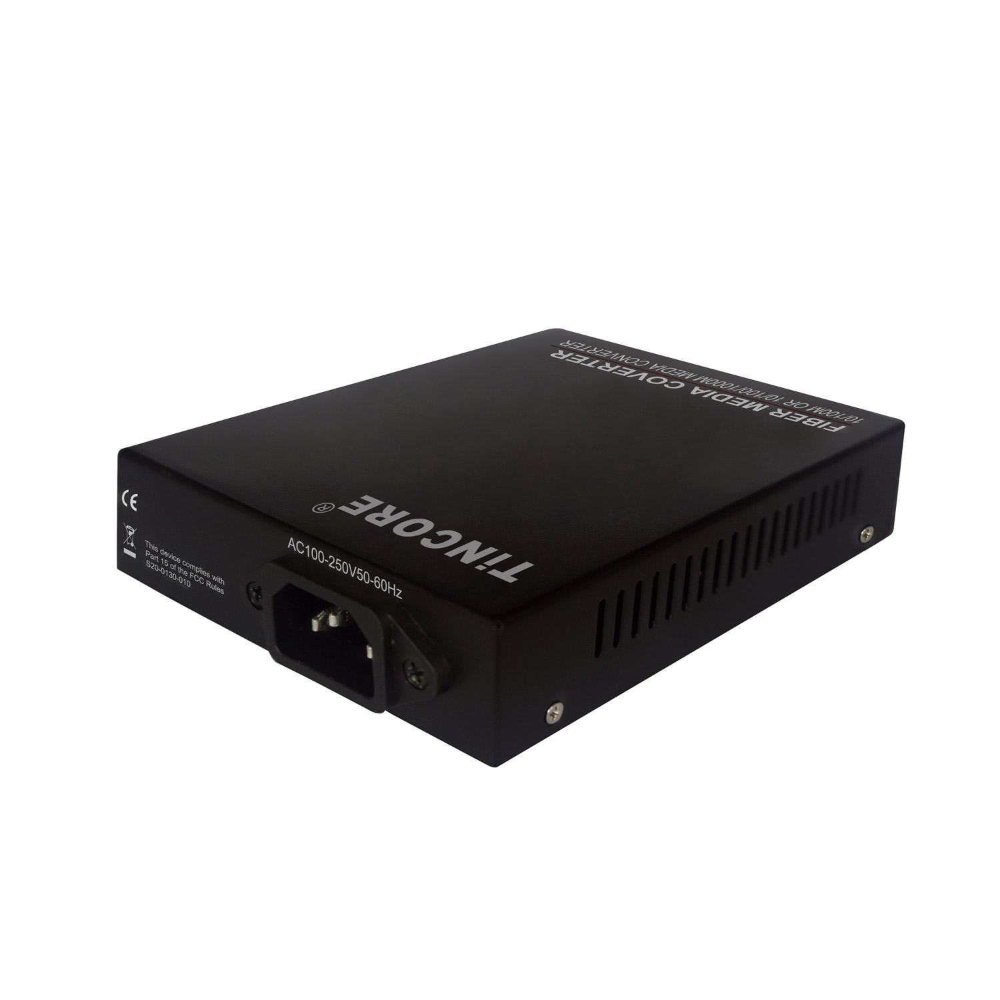 FIBER MEDIA COVERTER
10/100M OR 10/100/1000M MEDIA CONVERTER
TiNCORE®
AC100-250V50-60Hz
CE
This device complies with
Part 15 of the FCC Rules
S20-0130-010